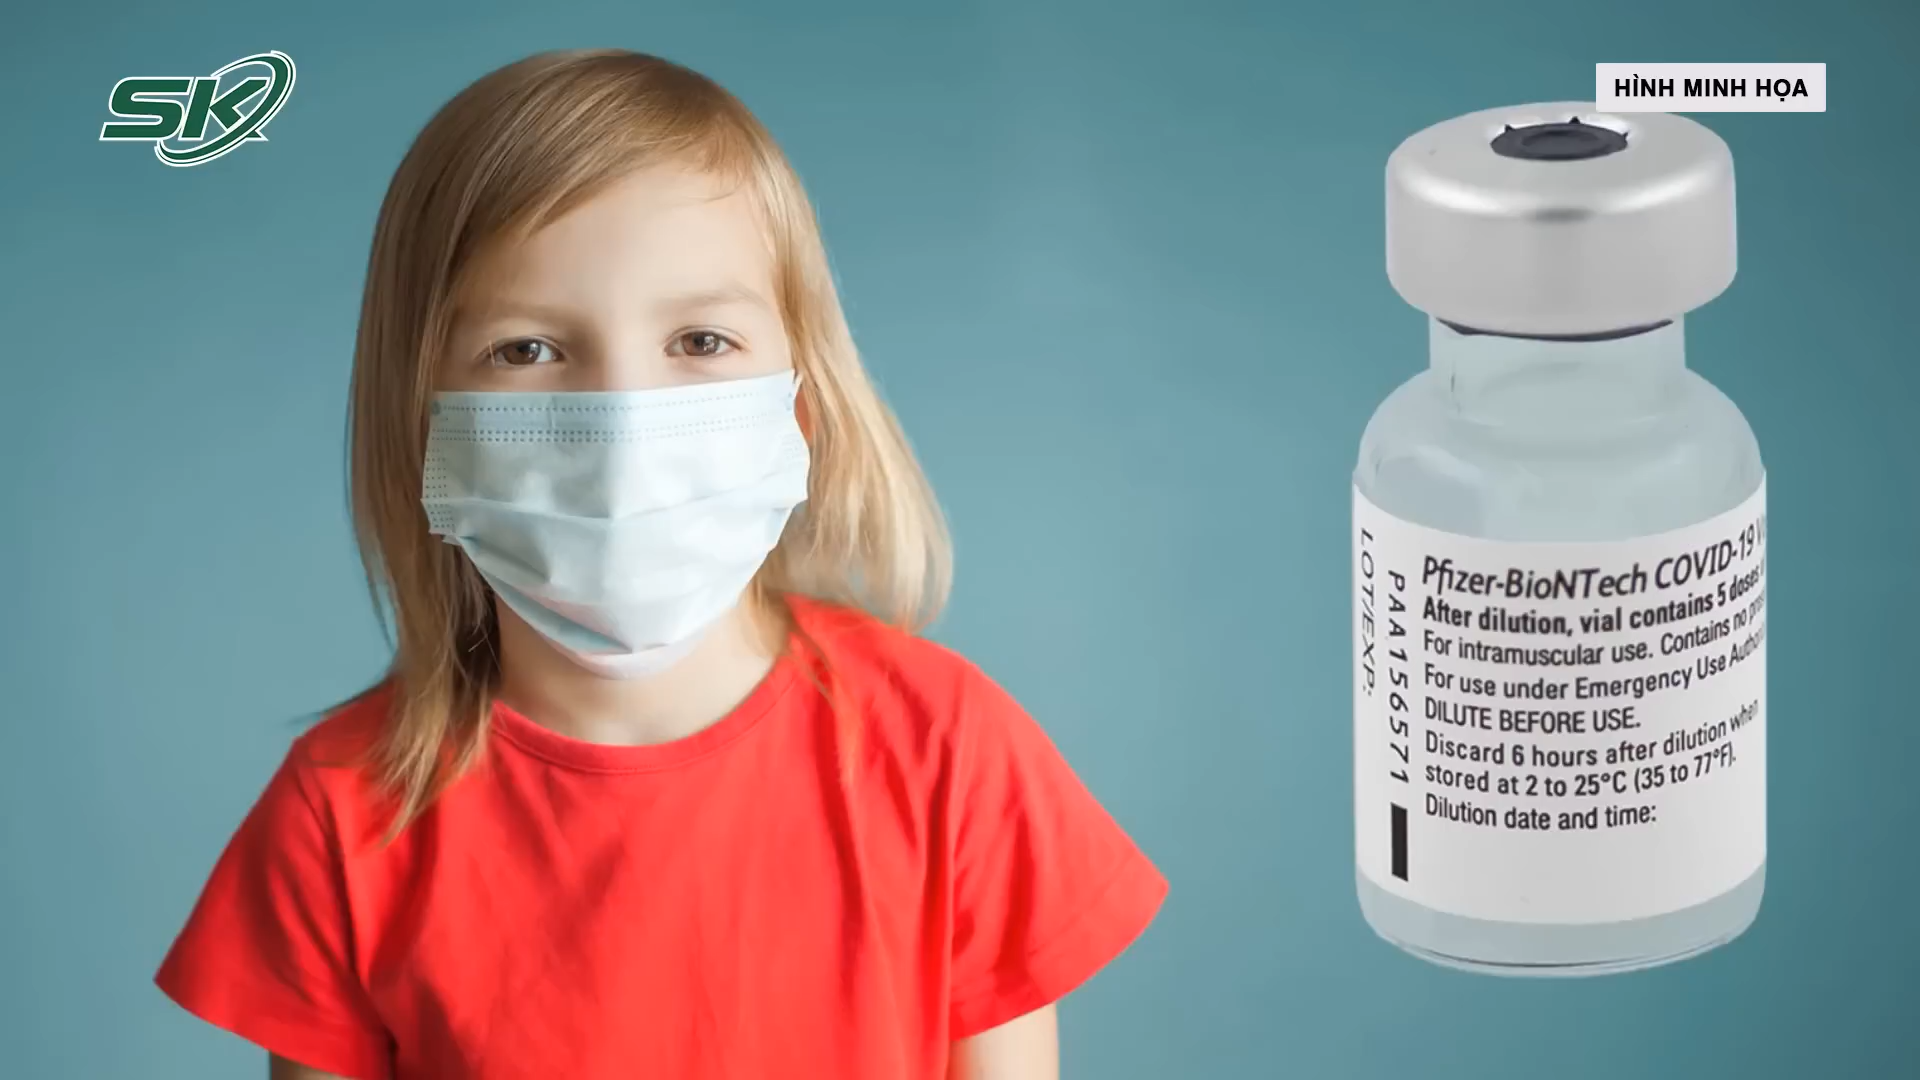 SK
HÌNH MINH HỌA
LOT/EXP:
PAA156571
Pfizer-BioNTech COVID-19
After dilution, vial contains 5 doses
For intramuscular use. Contains no
For use under Emergency Use
DILUTE BEFORE USE.
Discard 6 hours after dilution when
stored at 2 to 25°C (35 to 77°F).
Dilution date and time: